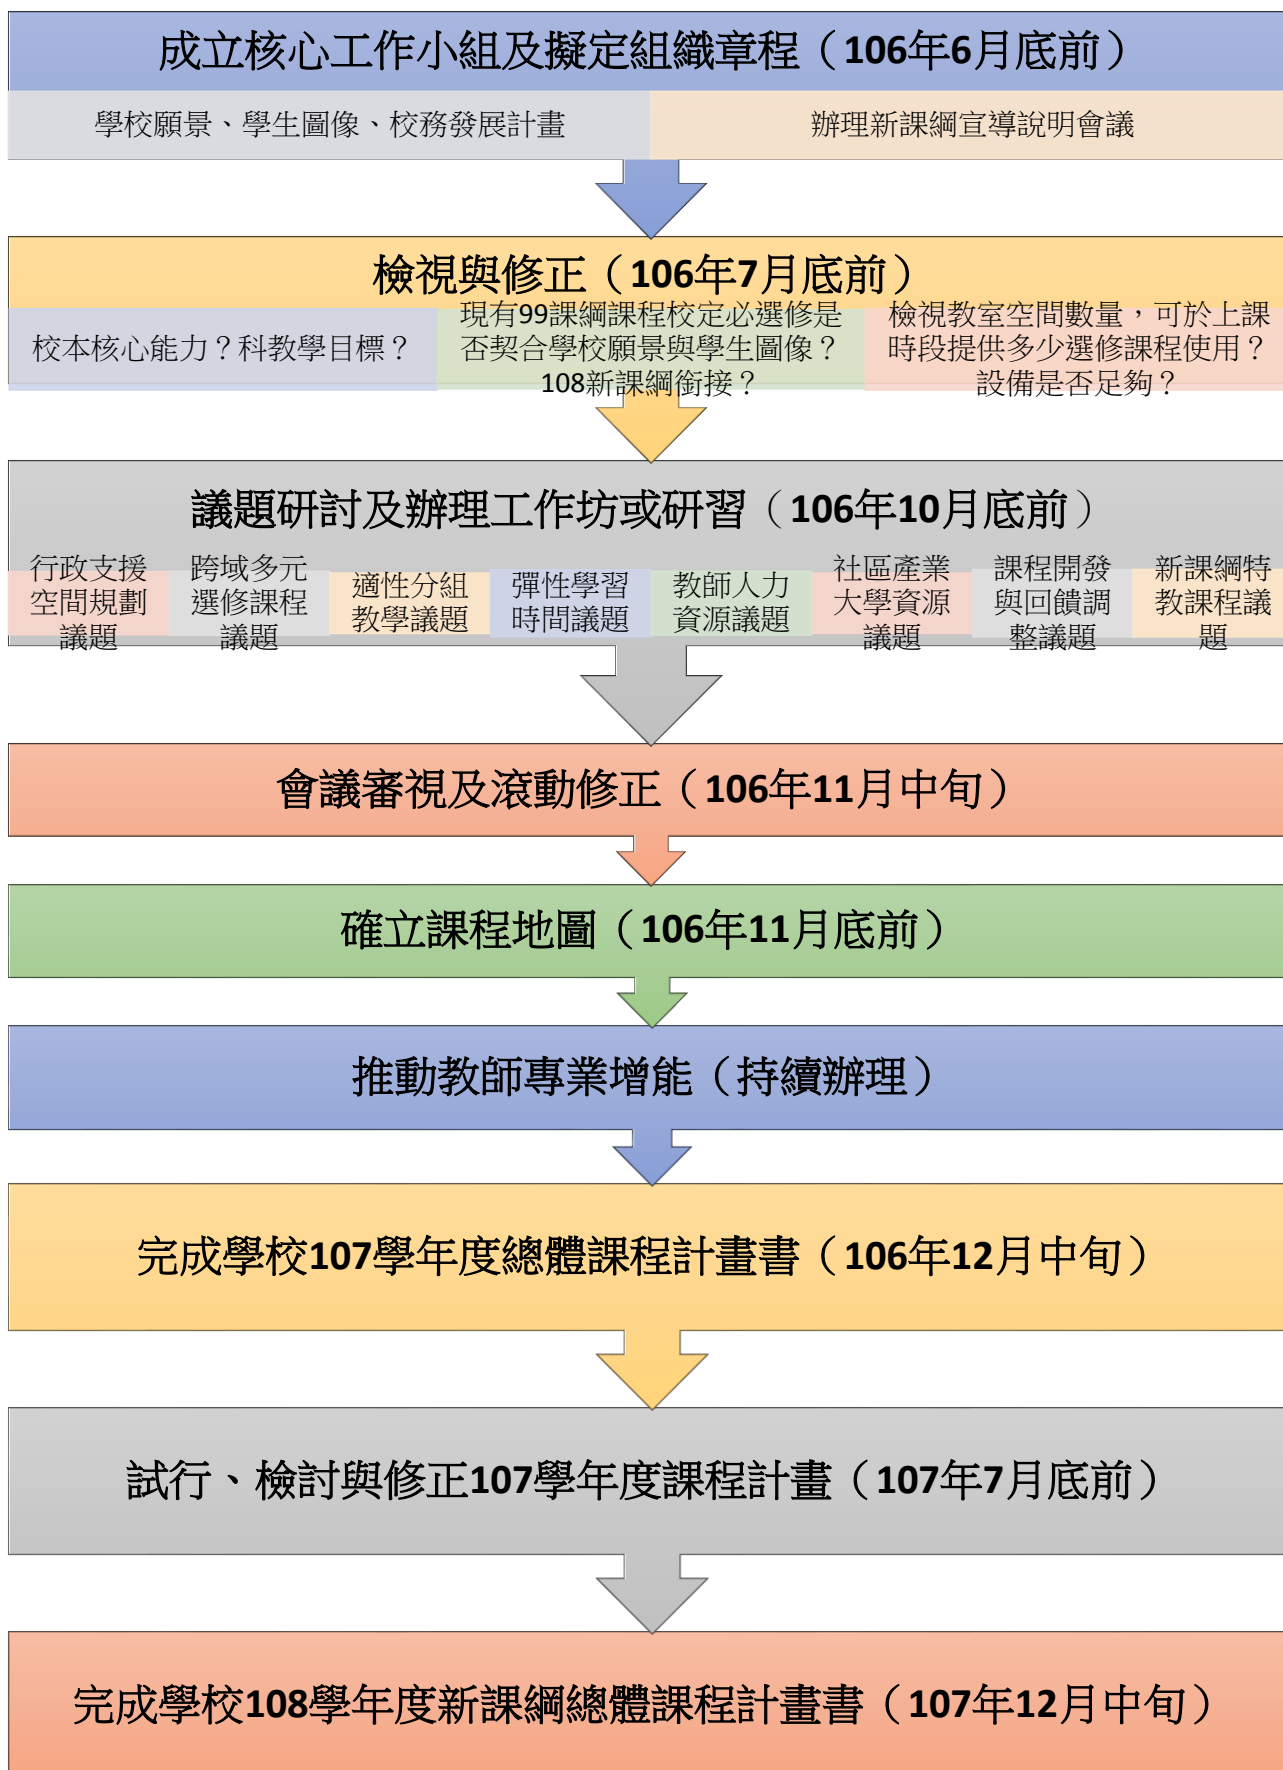 成立核心工作小組及擬定組織章程（106年6月底前）
學校願景、學生圖像、校務發展計畫
辦理新課綱宣導說明會議
檢視與修正（106年7月底前）
校本核心能力？科教學目標？
現有99課綱課程校定必選修是
否契合學校願景與學生圖像？
108新課綱銜接？
檢視教室空間數量，可於上課
時段提供多少選修課程使用？
設備是否足夠？
議題研討及辦理工作坊或研習（106年10月底前）
行政支援
空間規劃
議題
跨域多元
選修課程
議題
適性分組
教學議題
彈性學習
時間議題
教師人力
資源議題
社區產業
大學資源
議題
課程開發
與回饋調
整議題
新課綱特
教課程議
題
會議審視及滾動修正（106年11月中旬）
確立課程地圖（106年11月底前）
推動教師專業增能（持續辦理）
完成學校107學年度總體課程計畫書（106年12月中旬）
試行、檢討與修正107學年度課程計畫（107年7月底前）
完成學校108學年度新課綱總體課程計畫書（107年12月中旬）